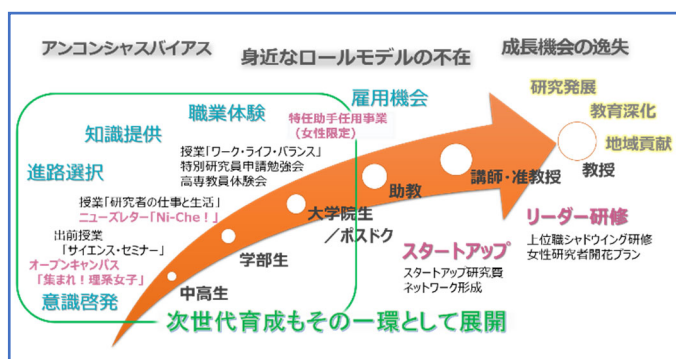 アンコンシャスバイアス
身近なロールモデルの不在
成長機会の逸失
研究発展
教育深化
地域貢献
教授
雇用機会
特任助手任用事業
（女性限定）
職業体験
授業「ワーク・ライフ・バランス」
特別研究員申請勉強会
高専教員体験会
知識提供
授業「研究者の仕事と生活」
ニューズレター「Ni-Che！」
進路選択
出前授業
「サイエンス・セミナー」
オープンキャンパス
「集まれ！理系女子」
意識啓発
中高生
学部生
大学院生
／ポスドク
助教
講師・准教授
スタートアップ
スタートアップ研究費
ネットワーク形成
リーダー研修
上位職シャドウイング研修
女性研究者開花プラン
次世代育成もその一環として展開